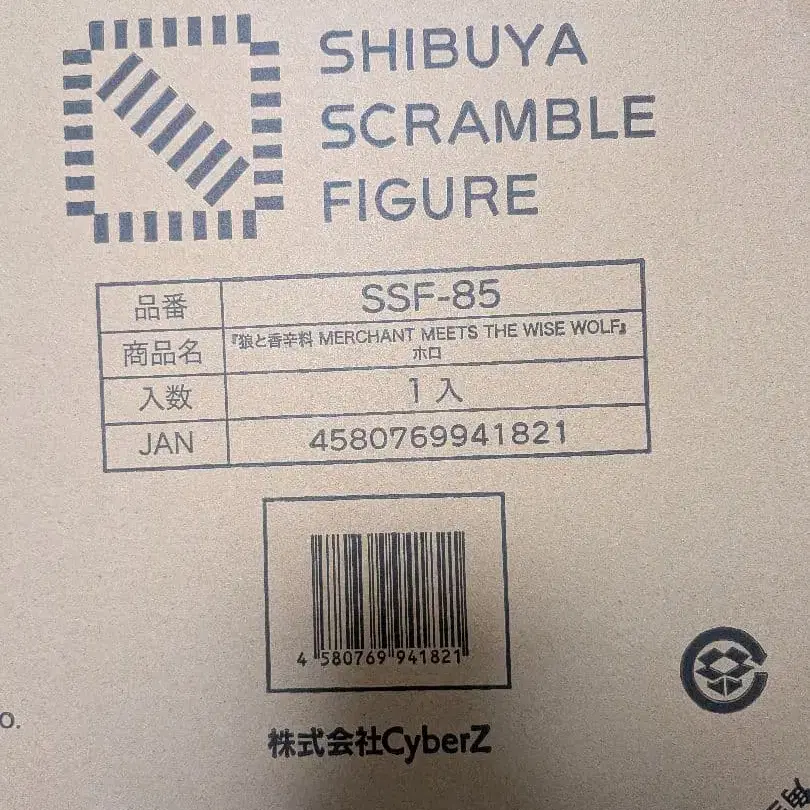 SHIBUYA
SCRAMBLE
FIGURE
品番 SSF-85
商品名 『狼と香辛料 MERCHANT MEETS THE WISE WOLF』
ホロ
入数 1入
JAN 4580769941821
4 580769 941821
株式会社CyberZ
o.